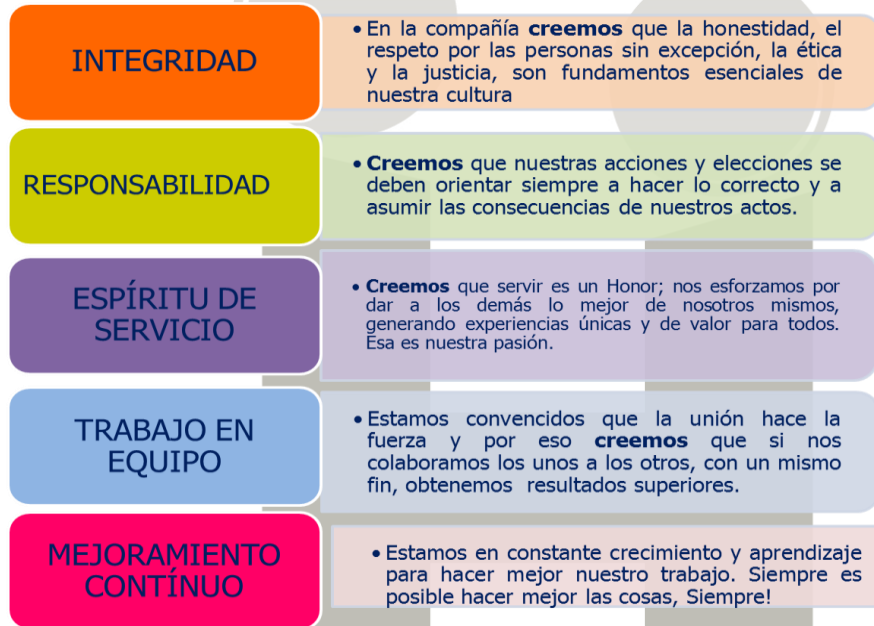 INTEGRIDAD
• En la compañía creemos que la honestidad, el
respeto por las personas sin excepción, la ética
y la justicia, son fundamentos esenciales de
nuestra cultura
RESPONSABILIDAD
• Creemos que nuestras acciones y elecciones se
deben orientar siempre a hacer lo correcto y a
asumir las consecuencias de nuestros actos.
ESPÍRITU DE
SERVICIO
• Creemos que servir es un Honor; nos esforzamos por
dar a los demás lo mejor de nosotros mismos,
generando experiencias únicas y de valor para todos.
Esa es nuestra pasión.
TRABAJO EN
EQUIPO
• Estamos convencidos que la unión hace la
fuerza y por eso creemos que si nos
colaboramos los unos a los otros, con un mismo
fin, obtenemos resultados superiores.
MEJORAMIENTO
CONTÍNUO
• Estamos en constante crecimiento y aprendizaje
para hacer mejor nuestro trabajo. Siempre es
posible hacer mejor las cosas, Siempre!